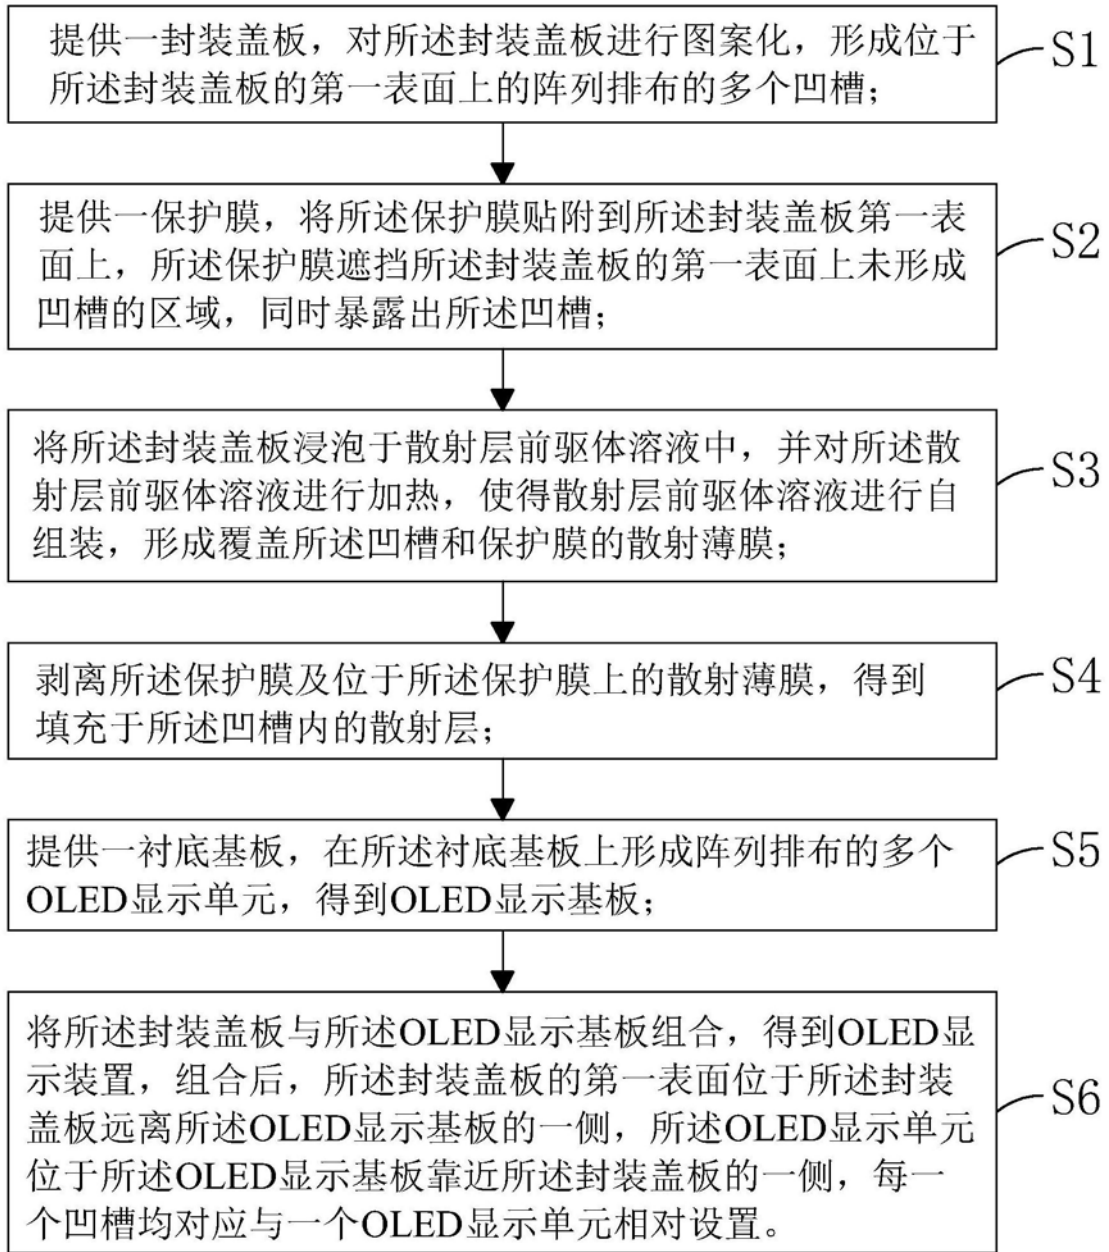 提供一封装盖板，对所述封装盖板进行图案化，形成位于
所述封装盖板的第一表面上的阵列排布的多个凹槽；
S1
提供一保护膜，将所述保护膜贴附到所述封装盖板第一表
面上，所述保护膜遮挡所述封装盖板的第一表面上未形成
凹槽的区域，同时暴露出所述凹槽；
S2
将所述封装盖板浸泡于散射层前驱体溶液中，并对所述散
射层前驱体溶液进行加热，使得散射层前驱体溶液进行自
组装，形成覆盖所述凹槽和保护膜的散射薄膜；
S3
剥离所述保护膜及位于所述保护膜上的散射薄膜，得到
填充于所述凹槽内的散射层；
S4
提供一衬底基板，在所述衬底基板上形成阵列排布的多个
OLED显示单元，得到OLED显示基板；
S5
将所述封装盖板与所述OLED显示基板组合，得到OLED显
示装置，组合后，所述封装盖板的第一表面位于所述封装
盖板远离所述OLED显示基板的一侧，所述OLED显示单元
位于所述OLED显示基板靠近所述封装盖板的一侧，每一
个凹槽均对应与一个OLED显示单元相对设置。
S6